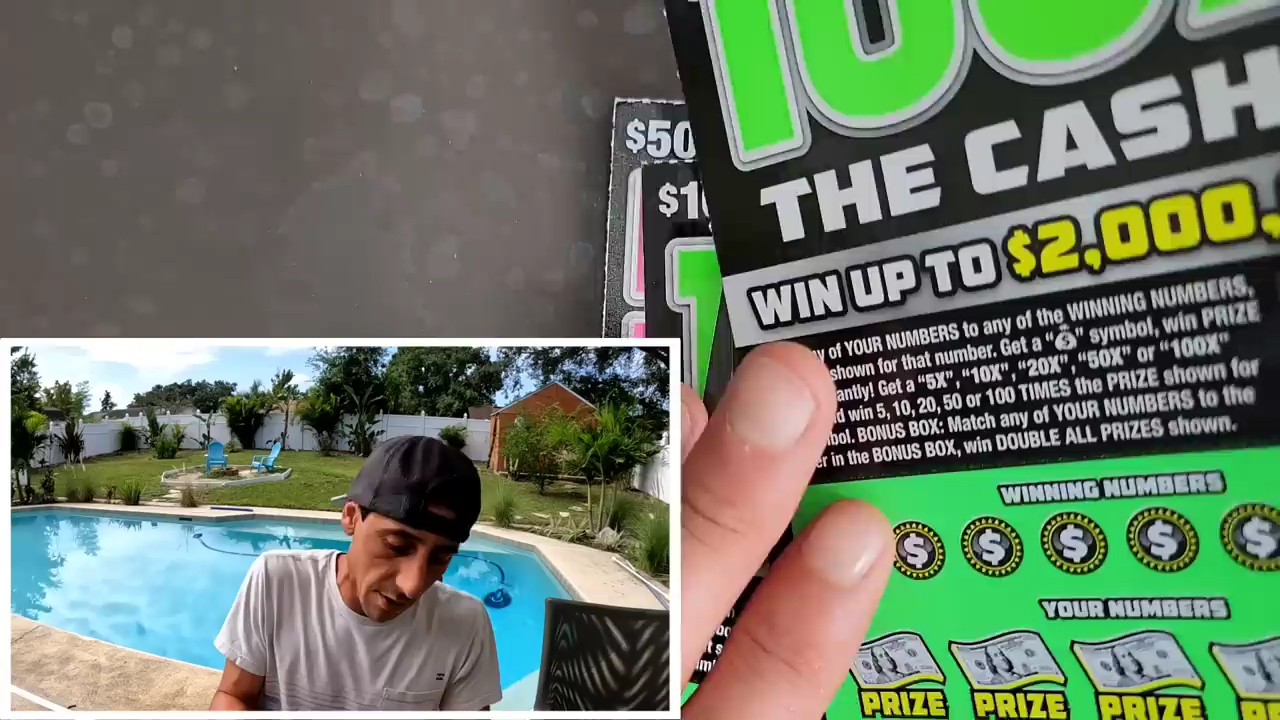 100X
THE CASH
WIN UP TO $2,000,
of YOUR NUMBERS to any of the WINNING NUMBERS,
shown for that number. Get a "💰" symbol, win PRIZE
Get a "5X", "10X", "20X", "50X" or "100X"
win 5, 10, 20, 50 or 100 TIMES the PRIZE shown for
BONUS BOX: Match any of YOUR NUMBERS to the
in the BONUS BOX, win DOUBLE ALL PRIZES shown.
WINNING NUMBERS
$ $ $ $ $
YOUR NUMBERS
PRIZE PRIZE PRIZE
$50
$10